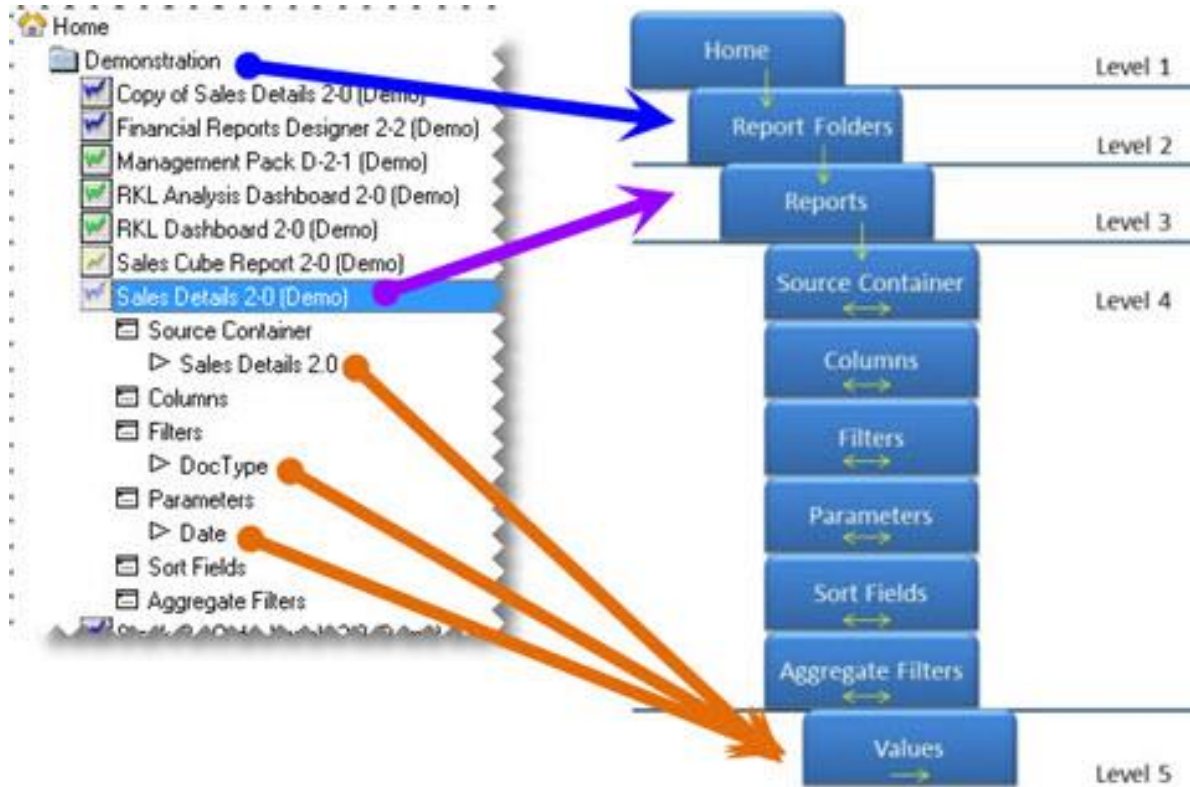 Home
Demonstration
Copy of Sales Details 2-0 (Demo)
Financial Reports Designer 2-2 (Demo)
Management Pack D-2-1 (Demo)
RKL Analysis Dashboard 2-0 (Demo)
RKL Dashboard 2-0 (Demo)
Sales Cube Report 2-0 (Demo)
Sales Details 2-0 (Demo)
Source Container
Sales Details 2.0
Columns
Filters
DocType
Parameters
Date
Sort Fields
Aggregate Filters
Home
Level 1
Report Folders
Level 2
Reports
Level 3
Source Container
Level 4
Columns
Filters
Parameters
Sort Fields
Aggregate Filters
Values
Level 5